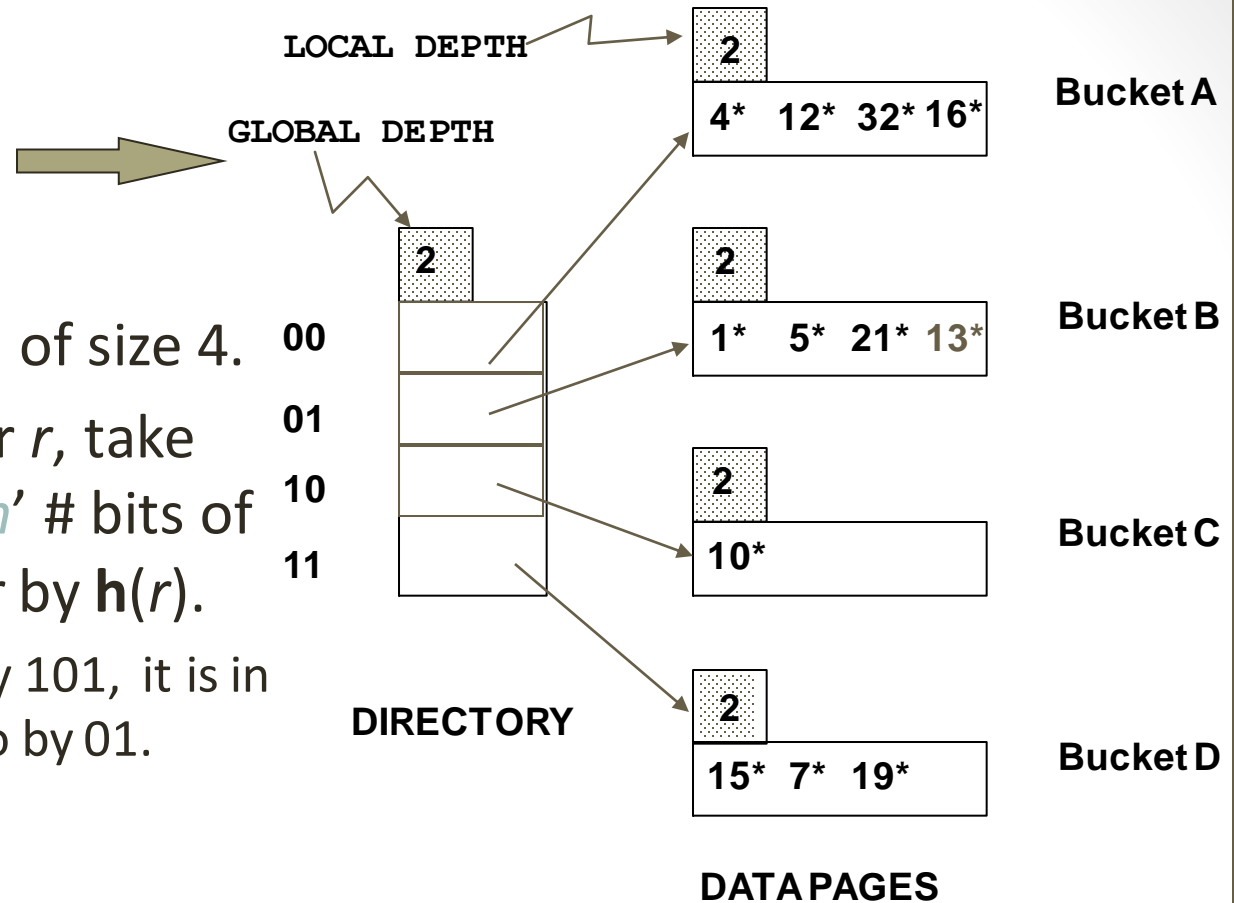 LOCAL DEPTH
GLOBAL DEPTH
2
Bucket A
4* 12* 32* 16*
2
2
Bucket B
1* 5* 21* 13*
of size 4.
r, take
# bits of
by h(r).
101, it is in
by 01.
00
01
10
11
2
Bucket C
10*
DIRECTORY
2
Bucket D
15* 7* 19*
DATA PAGES